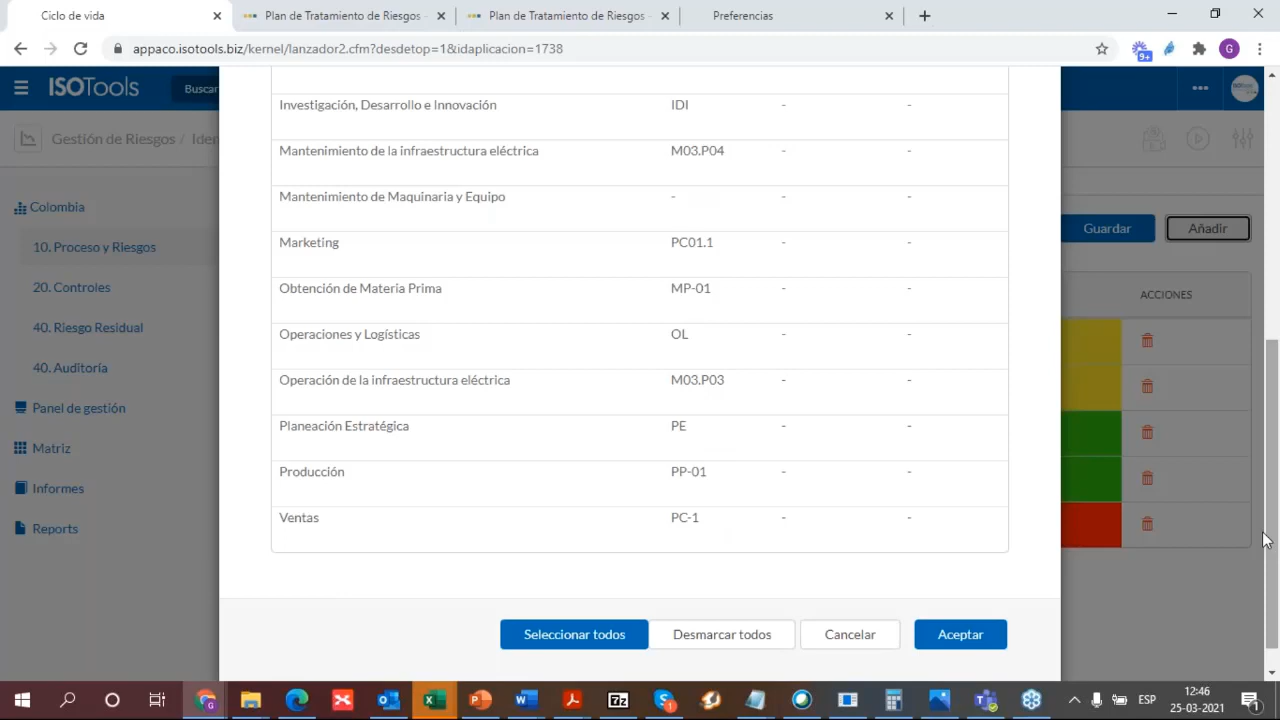 Ciclo de vida
Plan de Tratamiento de Riesgos -
Plan de Tratamiento de Riesgos -
Preferencias
appaco.isotools.biz/kernel/lanzador2.cfm?desdetop=1&idaplicacion=1738
9+
G
ISOTools
Buscar
Gestión de Riesgos / Iden
Colombia
10. Proceso y Riesgos
20. Controles
40. Riesgo Residual
40. Auditoría
Panel de gestión
Matriz
Informes
Reports
Investigación, Desarrollo e Innovación IDI - -
Mantenimiento de la infraestructura eléctrica M03.P04 - -
Mantenimiento de Maquinaria y Equipo - - -
Marketing PC01.1 - -
Obtención de Materia Prima MP-01 - -
Operaciones y Logísticas OL - -
Operación de la infraestructura eléctrica M03.P03 - -
Planeación Estratégica PE - -
Producción PP-01 - -
Ventas PC-1 - -
Seleccionar todos Desmarcar todos Cancelar Aceptar
Guardar Añadir
ACCIONES
ESP
12:46
25-03-2021
1